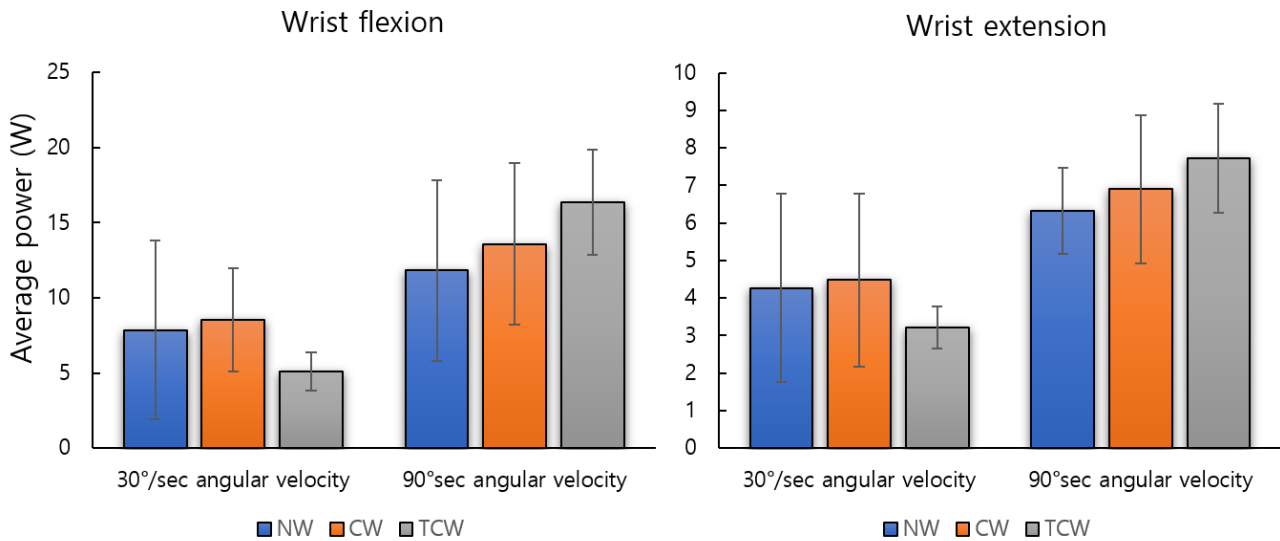 Wrist flexion
Average power (W)
25
20
15
10
5
0
30°/sec angular velocity
90°sec angular velocity
NW CW TCW
Wrist extension
10
9
8
7
6
5
4
3
2
1
0
30°/sec angular velocity
90°sec angular velocity
NW CW TCW